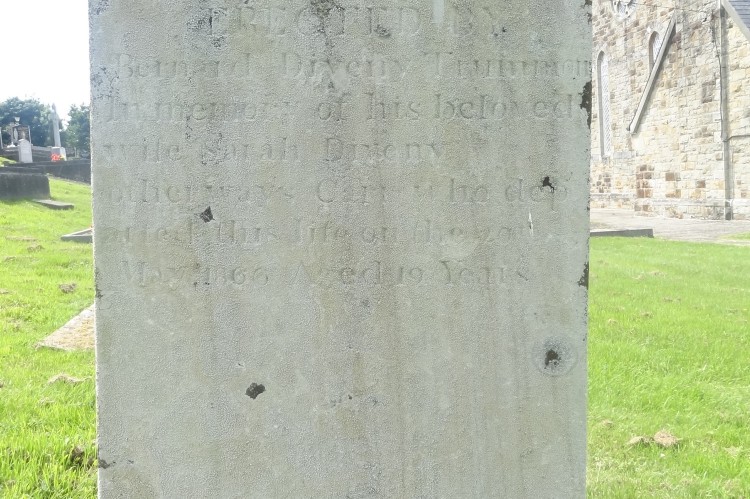 ERECTED BY
Bernard Diveny
In memory of his beloved
wife Sarah Diveny
otherways Carr who dep
arted this life on the
May 1866 Aged 19 Years